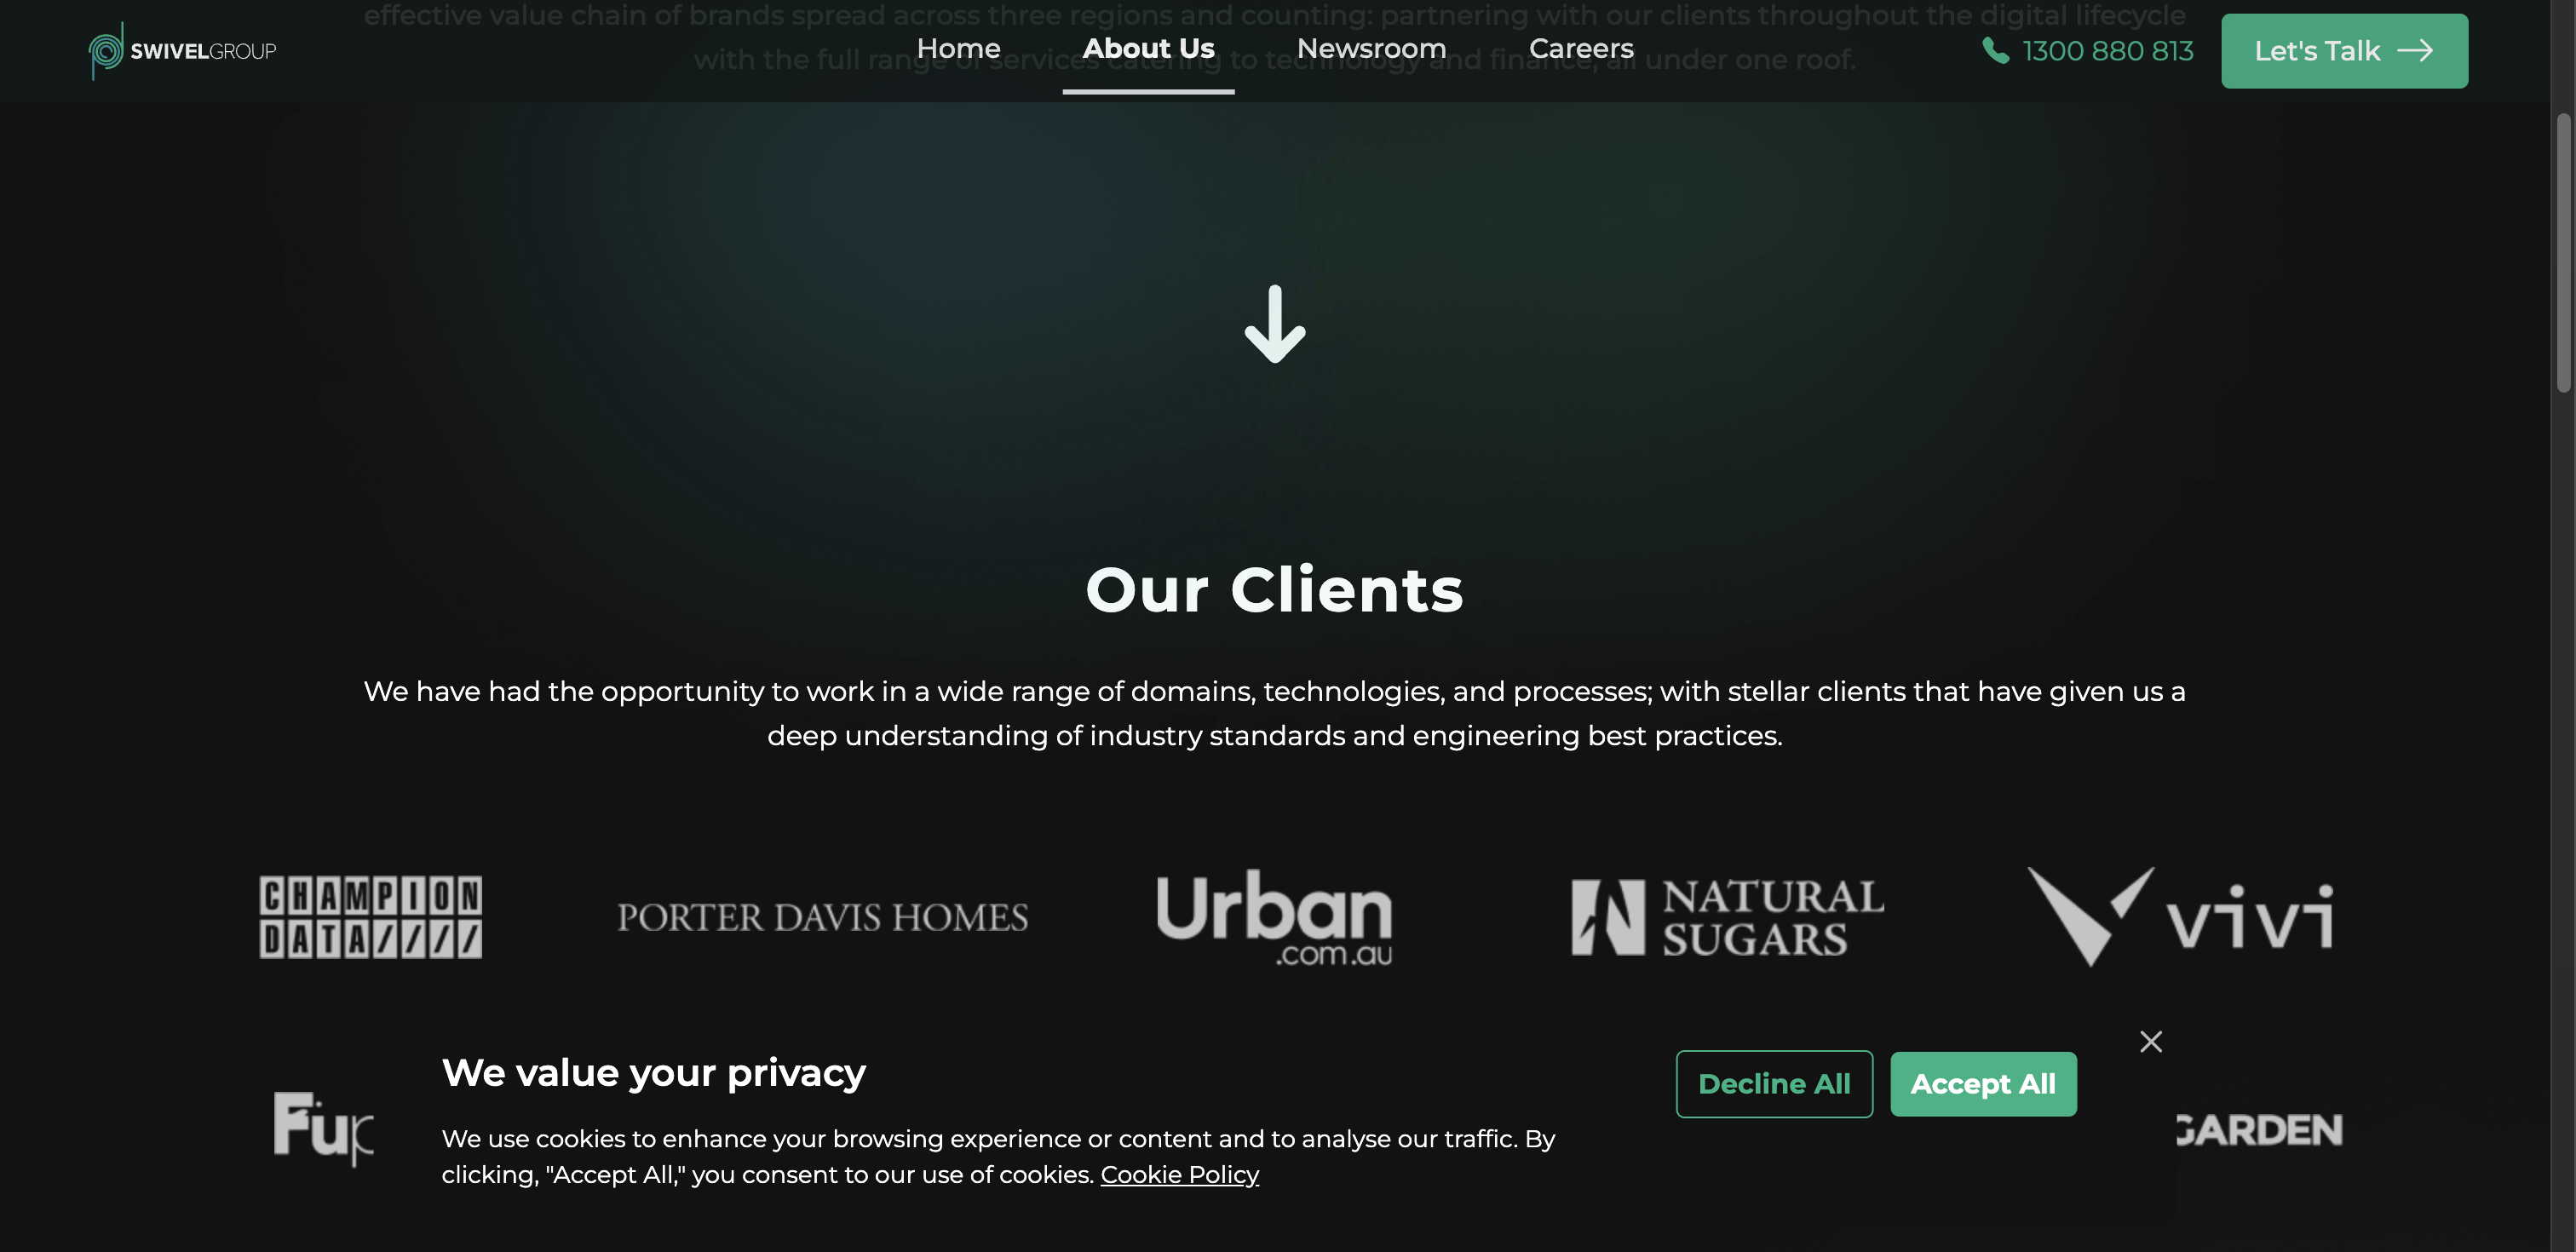 effective value chain of brands spread across three regions and counting: partnering with our clients throughout the digital lifecycle
with the full range of services catering to technology and finance, all under one roof.
SWIVELGROUP
Home
About Us
Newsroom
Careers
1300 880 813
Let's Talk
Our Clients
We have had the opportunity to work in a wide range of domains, technologies, and processes; with stellar clients that have given us a
deep understanding of industry standards and engineering best practices.
CHAMPION
DATA////
PORTER DAVIS HOMES
Urban
.com.au
NATURAL
SUGARS
vivi
We value your privacy
Decline All
Accept All
We use cookies to enhance your browsing experience or content and to analyse our traffic. By
clicking, "Accept All," you consent to our use of cookies. Cookie Policy
GARDEN